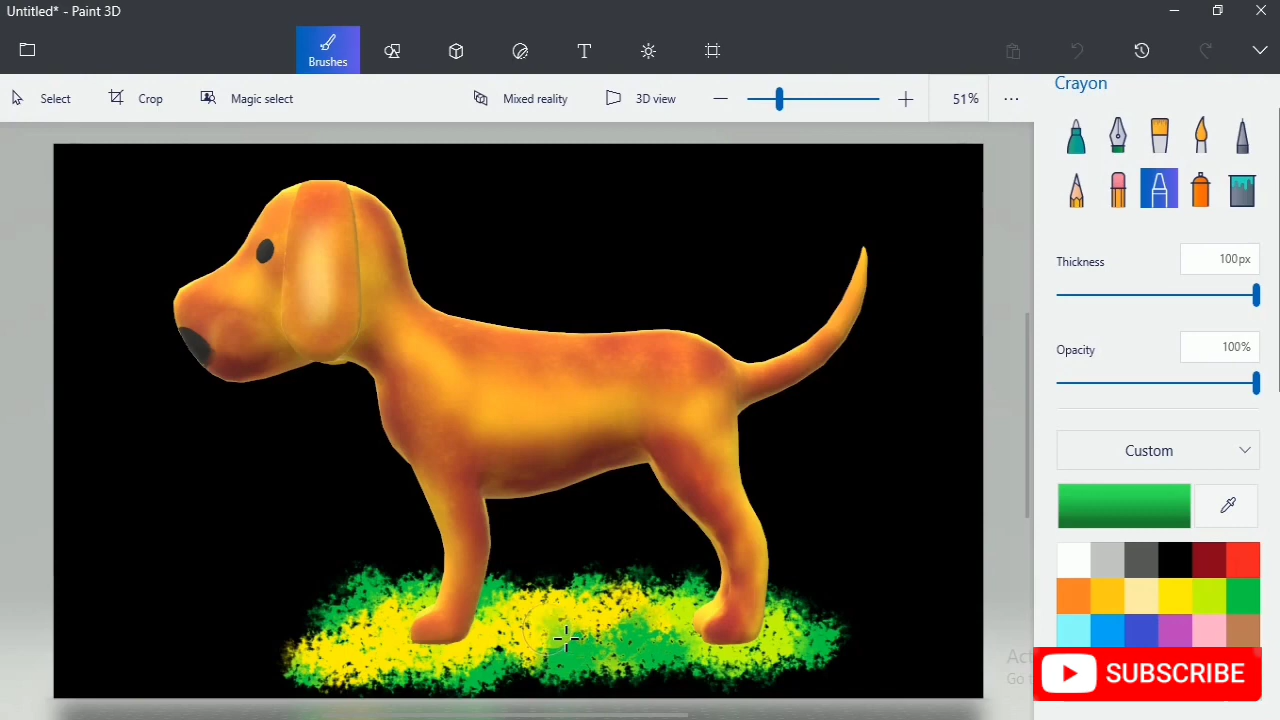 Untitled* - Paint 3D
Brushes
Select
Crop
Magic select
Mixed reality
3D view
51%
Crayon
Thickness
100px
Opacity
100%
Custom
SUBSCRIBE